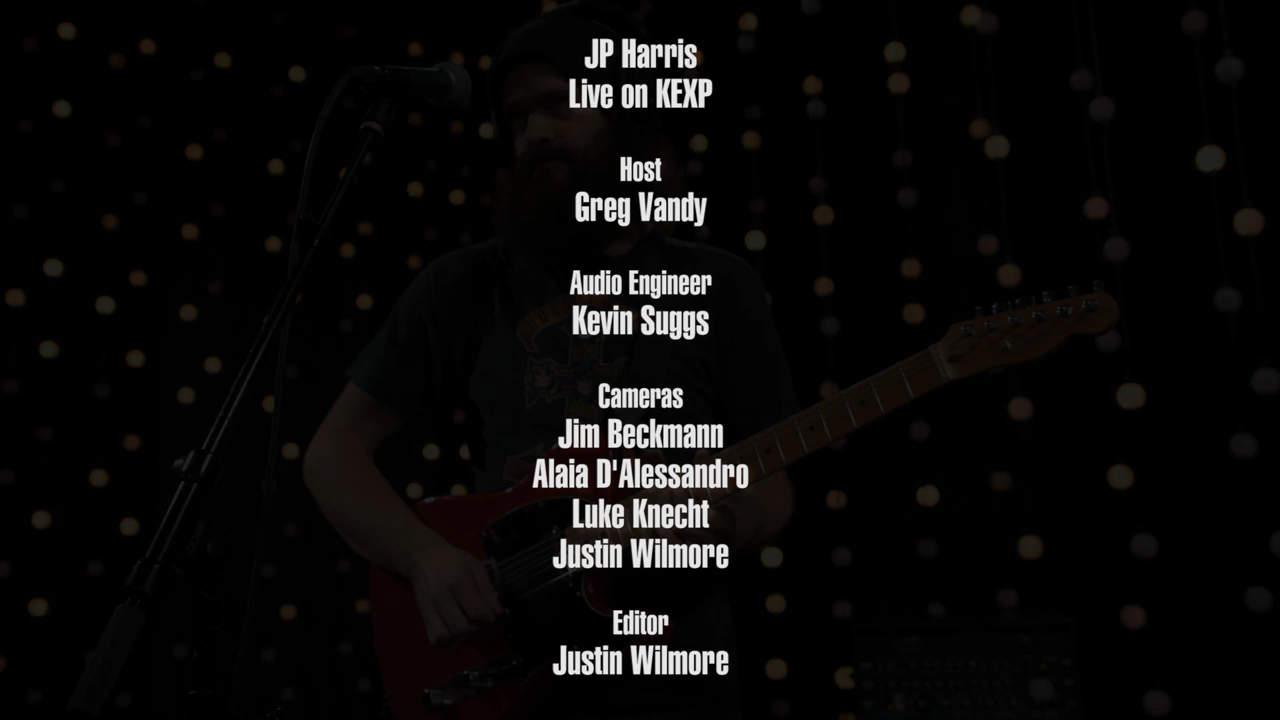 JP Harris
Live on KEXP
Host
Greg Vandy
Audio Engineer
Kevin Suggs
Cameras
Jim Beckmann
Alaia D'Alessandro
Luke Knecht
Justin Wilmore
Editor
Justin Wilmore